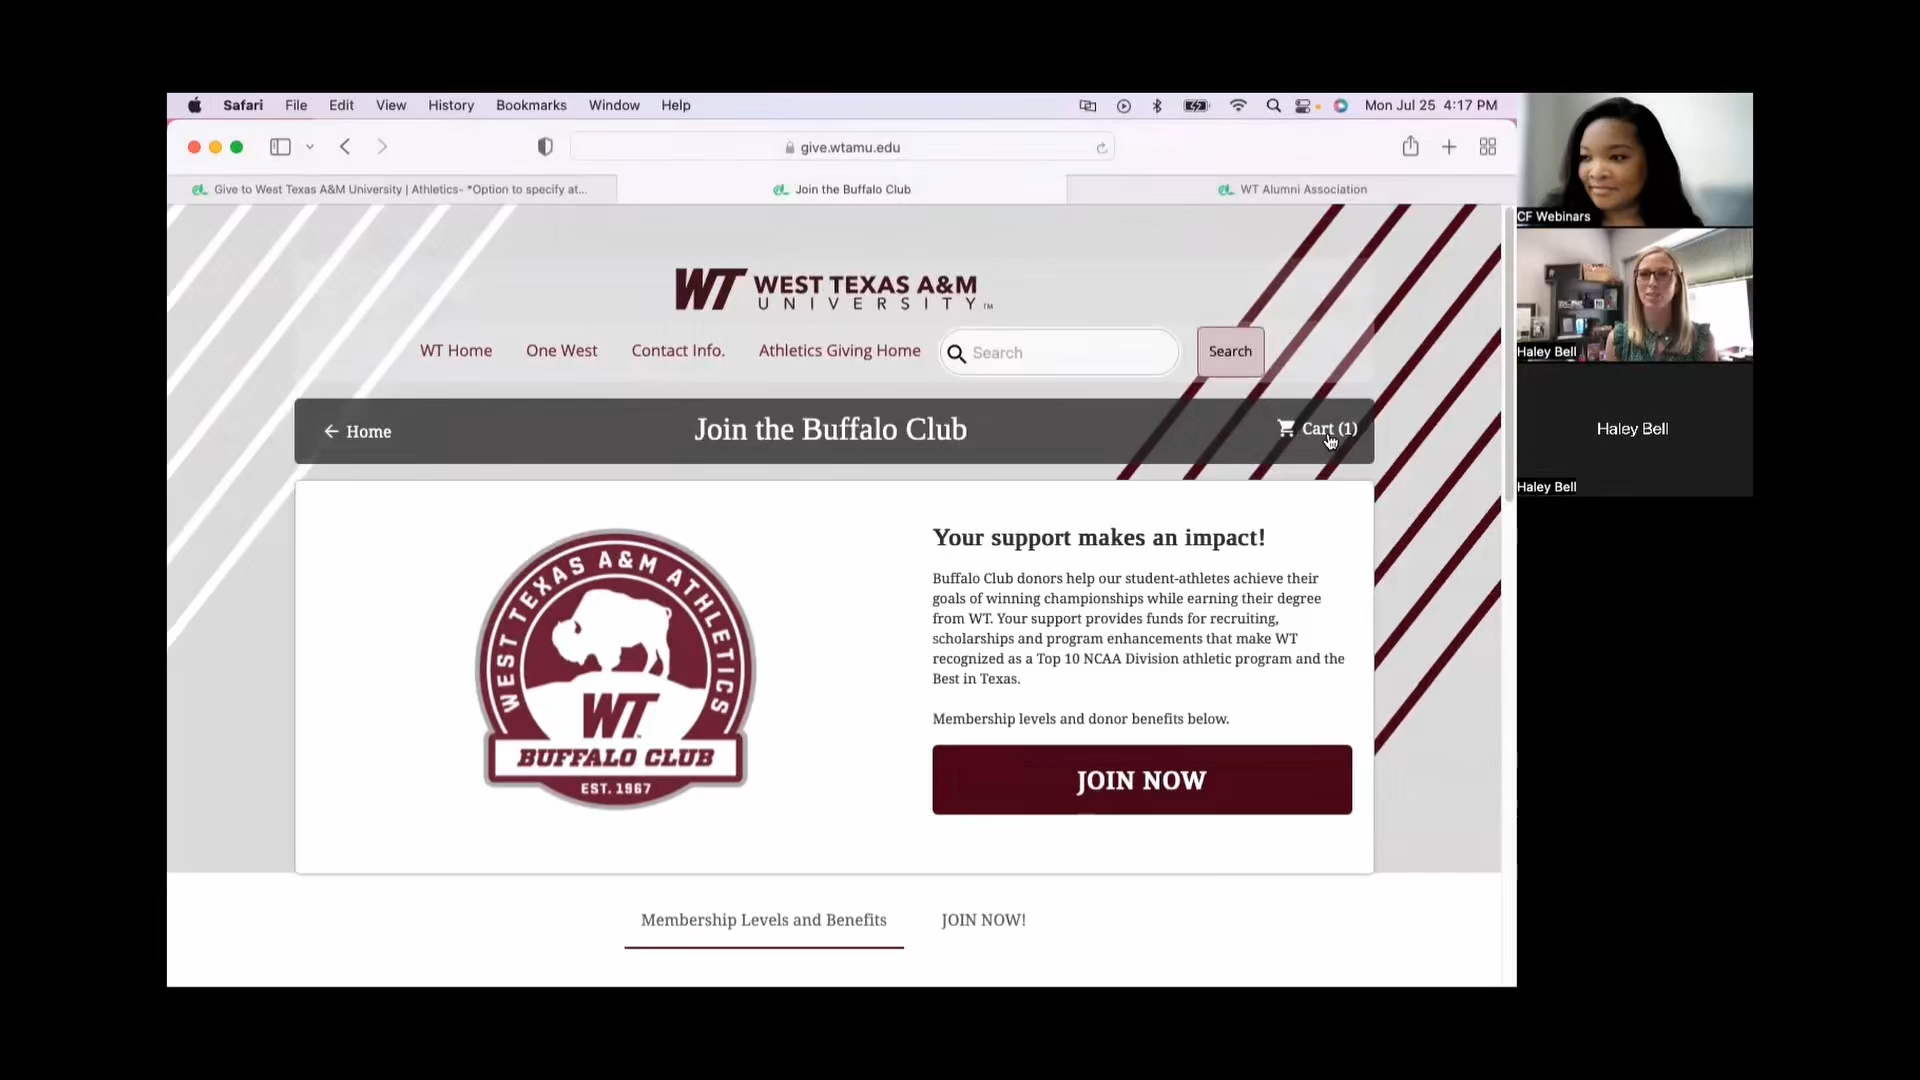 Safari File Edit View History Bookmarks Window Help Mon Jul 25 4:17 PM
give.wtamu.edu
Give to West Texas A&M University | Athletics- *Option to specify at...
Join the Buffalo Club
WT Alumni Association
CF Webinars
Haley Bell
Haley Bell
Haley Bell
WT WEST TEXAS A&M
UNIVERSITY™
WT Home One West Contact Info. Athletics Giving Home Search Search
Home
Join the Buffalo Club
Cart (1)
WEST TEXAS A&M ATHLETICS
WT
BUFFALO CLUB
EST. 1967
Your support makes an impact!
Buffalo Club donors help our student-athletes achieve their
goals of winning championships while earning their degree
from WT. Your support provides funds for recruiting,
scholarships and program enhancements that make WT
recognized as a Top 10 NCAA Division athletic program and the
Best in Texas.
Membership levels and donor benefits below.
JOIN NOW
Membership Levels and Benefits JOIN NOW!